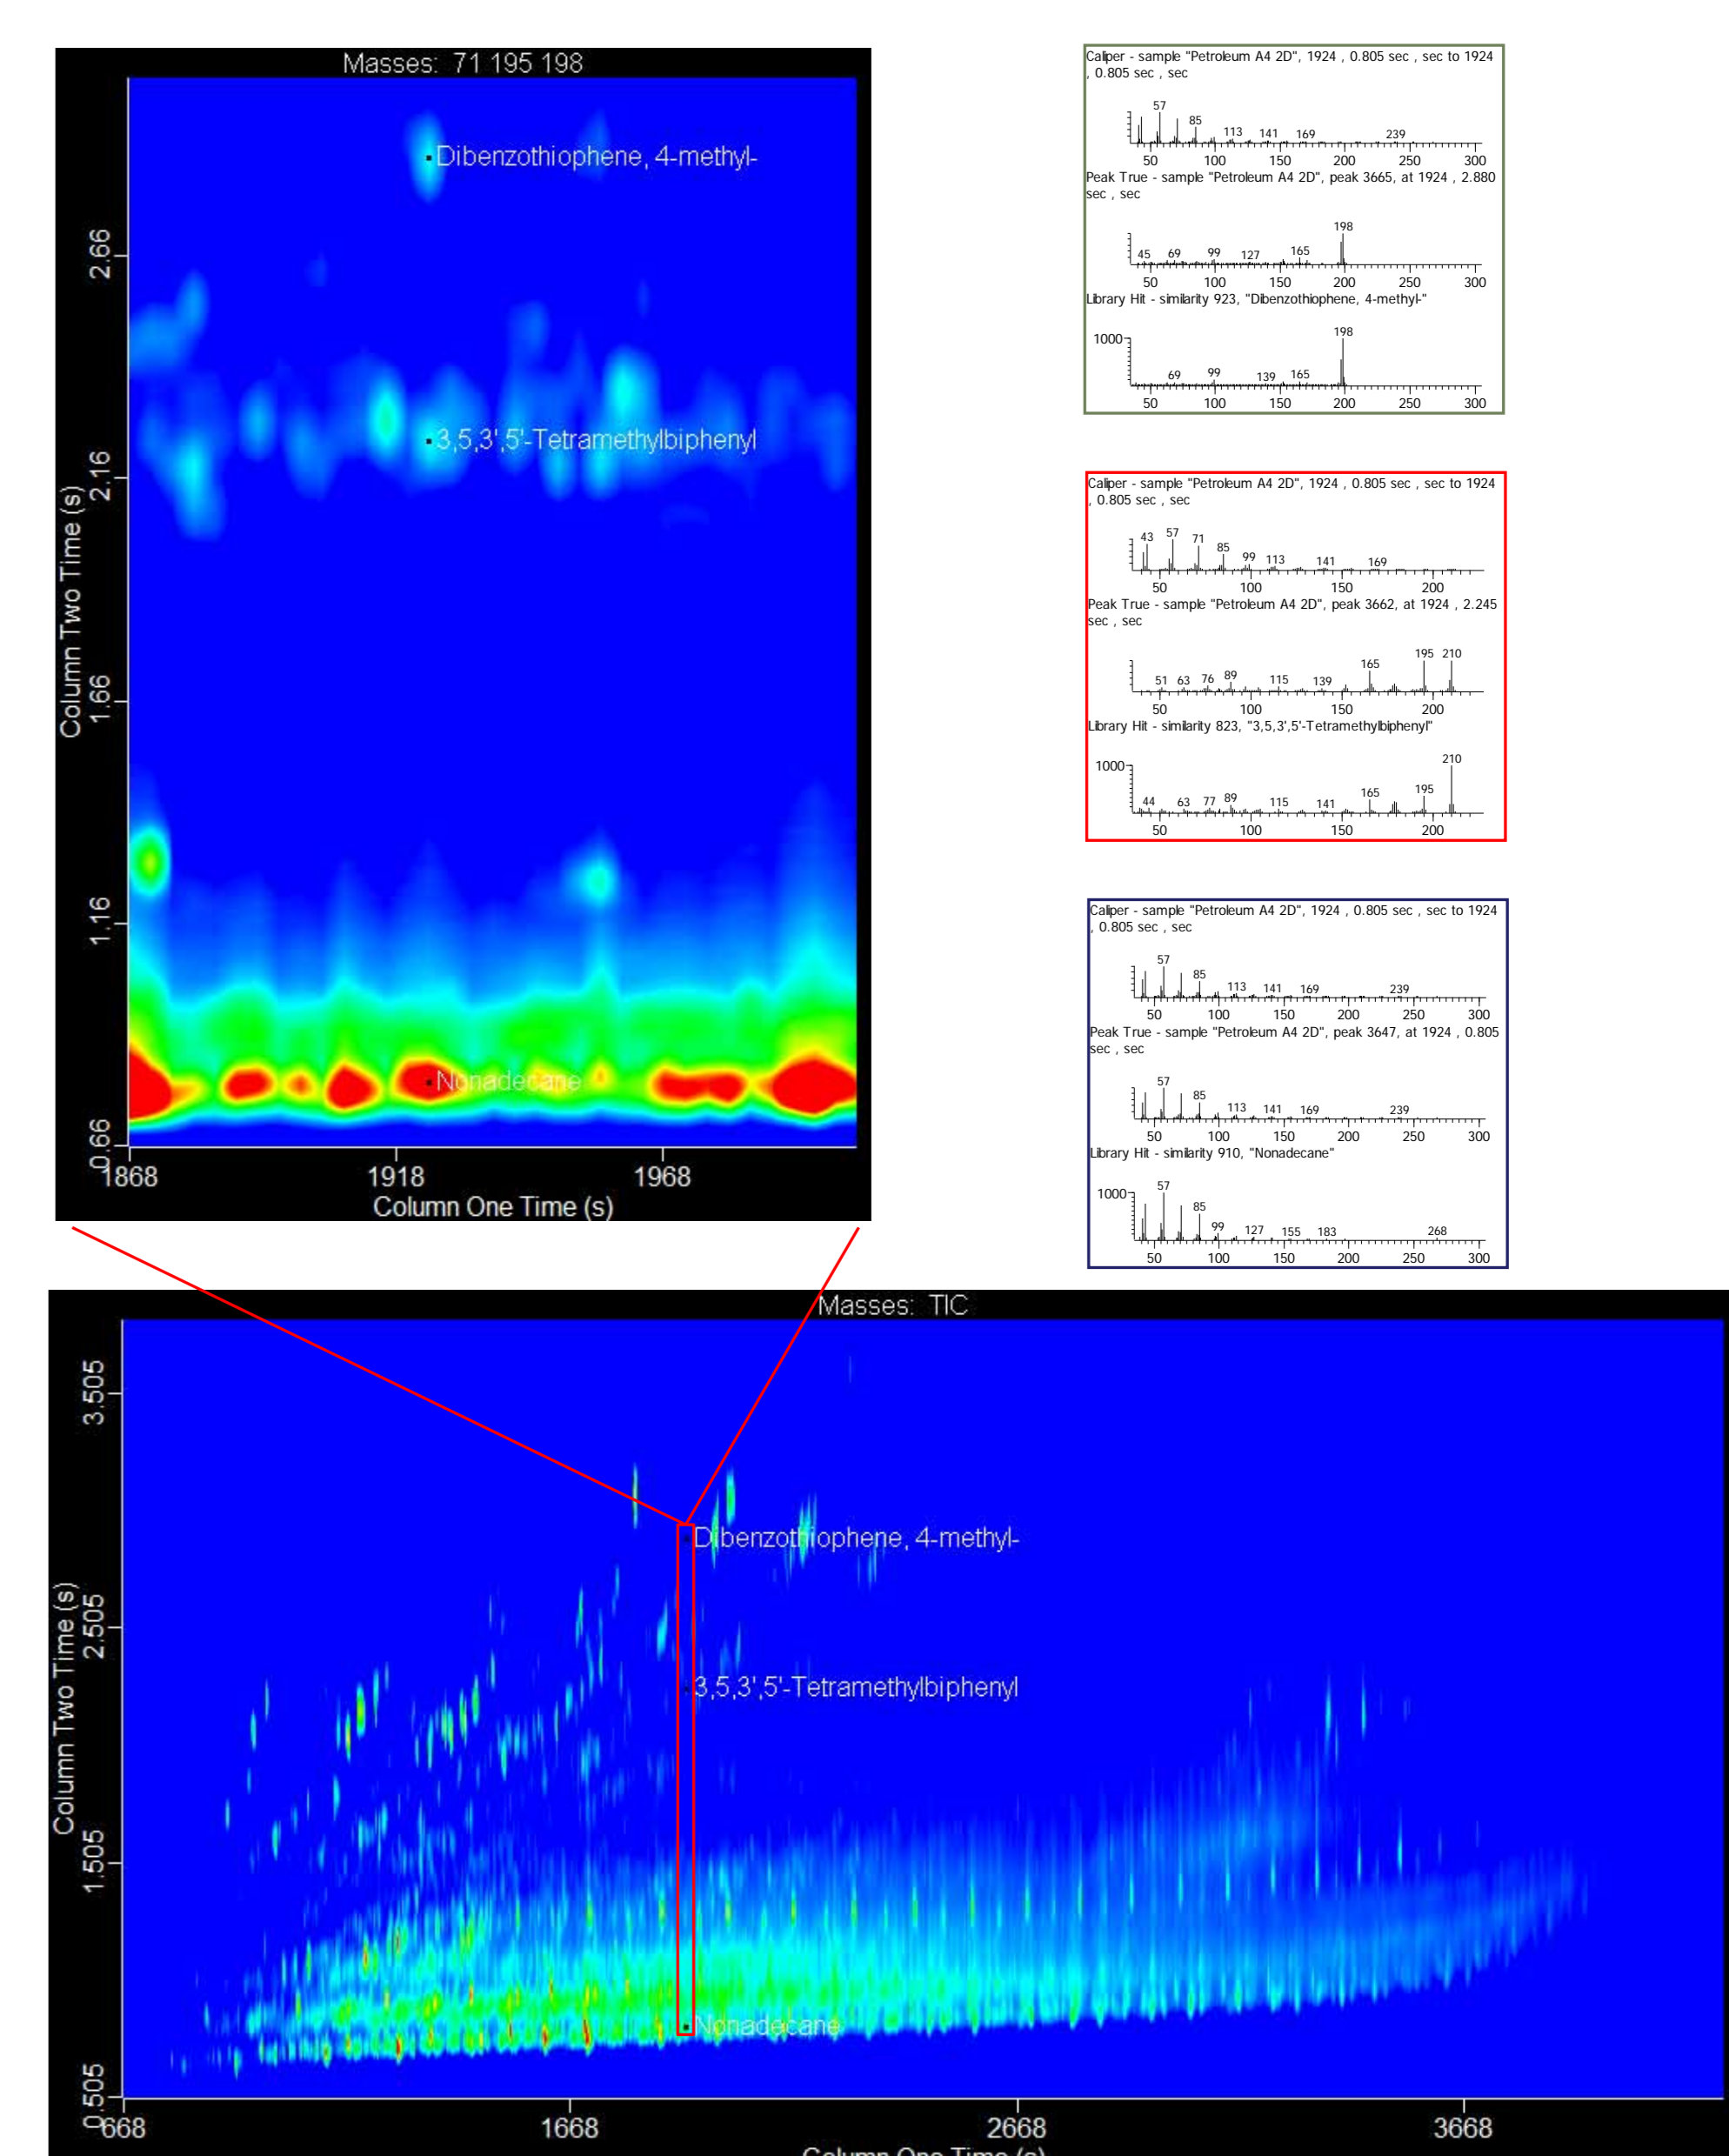 Masses: 71 195 198
Dibenzothiophene, 4-methyl-
3,5,3',5'-Tetramethylbiphenyl
Nonadecane
Column Two Time (s)
2.66
2.16
1.66
1.16
0.66
1868 1918 1968
Column One Time (s)
Caliper - sample "Petroleum A4 2D", 1924 , 0.805 sec , sec to 1924
, 0.805 sec , sec
57 85 113 141 169 239
50 100 150 200 250 300
Peak True - sample "Petroleum A4 2D", peak 3665, at 1924 , 2.880
sec , sec
45 69 99 127 165 198
50 100 150 200 250 300
Library Hit - similarity 923, "Dibenzothiophene, 4-methyl-"
1000
69 99 139 165 198
50 100 150 200 250 300
Caliper - sample "Petroleum A4 2D", 1924 , 0.805 sec , sec to 1924
, 0.805 sec , sec
43 57 71 85 99 113 141 169
50 100 150 200
Peak True - sample "Petroleum A4 2D", peak 3662, at 1924 , 2.245
sec , sec
51 63 76 89 115 139 165 195 210
50 100 150 200
Library Hit - similarity 823, "3,5,3',5'-Tetramethylbiphenyl"
1000
44 63 77 89 115 141 165 195 210
50 100 150 200
Caliper - sample "Petroleum A4 2D", 1924 , 0.805 sec , sec to 1924
, 0.805 sec , sec
57 85 113 141 169 239
50 100 150 200 250 300
Peak True - sample "Petroleum A4 2D", peak 3647, at 1924 , 0.805
sec , sec
57 85 113 141 169 239
50 100 150 200 250 300
Library Hit - similarity 910, "Nonadecane"
1000
57 85 99 127 155 183 268
50 100 150 200 250 300
Masses: TIC
Dibenzothiophene, 4-methyl-
3,5,3',5'-Tetramethylbiphenyl
Nonadecane
Column Two Time (s)
3.505
2.505
1.505
0.505
668 1668 2668 3668
Column One Time (s)